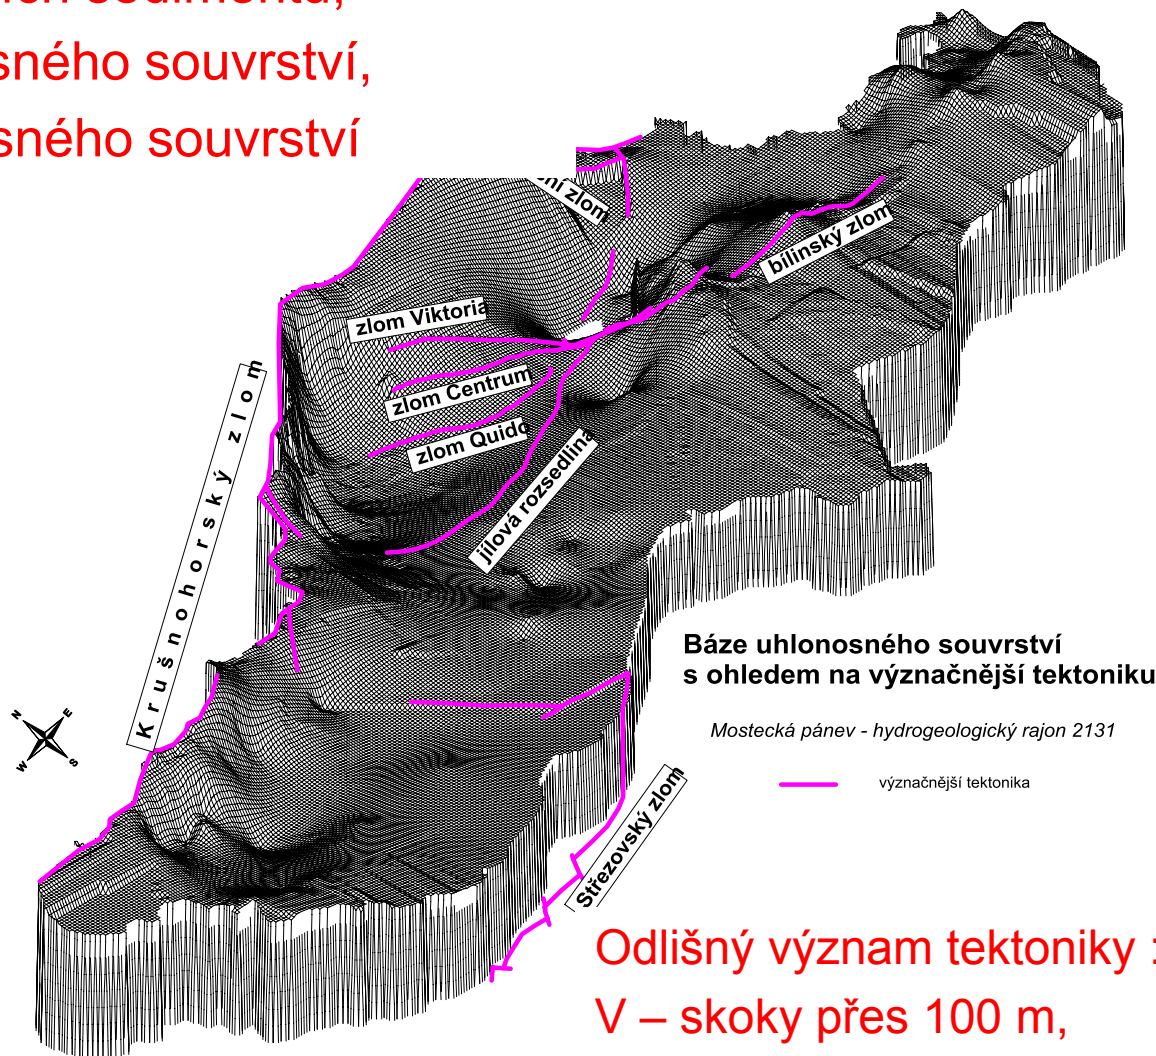 sného souvrství,
sného souvrství
ní zlom
bílinský zlom
zlom Viktoria
zlom Centrum
zlom Quido
jílová rozsedlina
Krušnohorský zlom
Báze uhlonosného souvrství
s ohledem na význačnější tektoniku
Mostecká pánev - hydrogeologický rajon 2131
význačnější tektonika
N
E
W
S
Střezovský zlom
Odlišný význam tektoniky :
V – skoky přes 100 m,